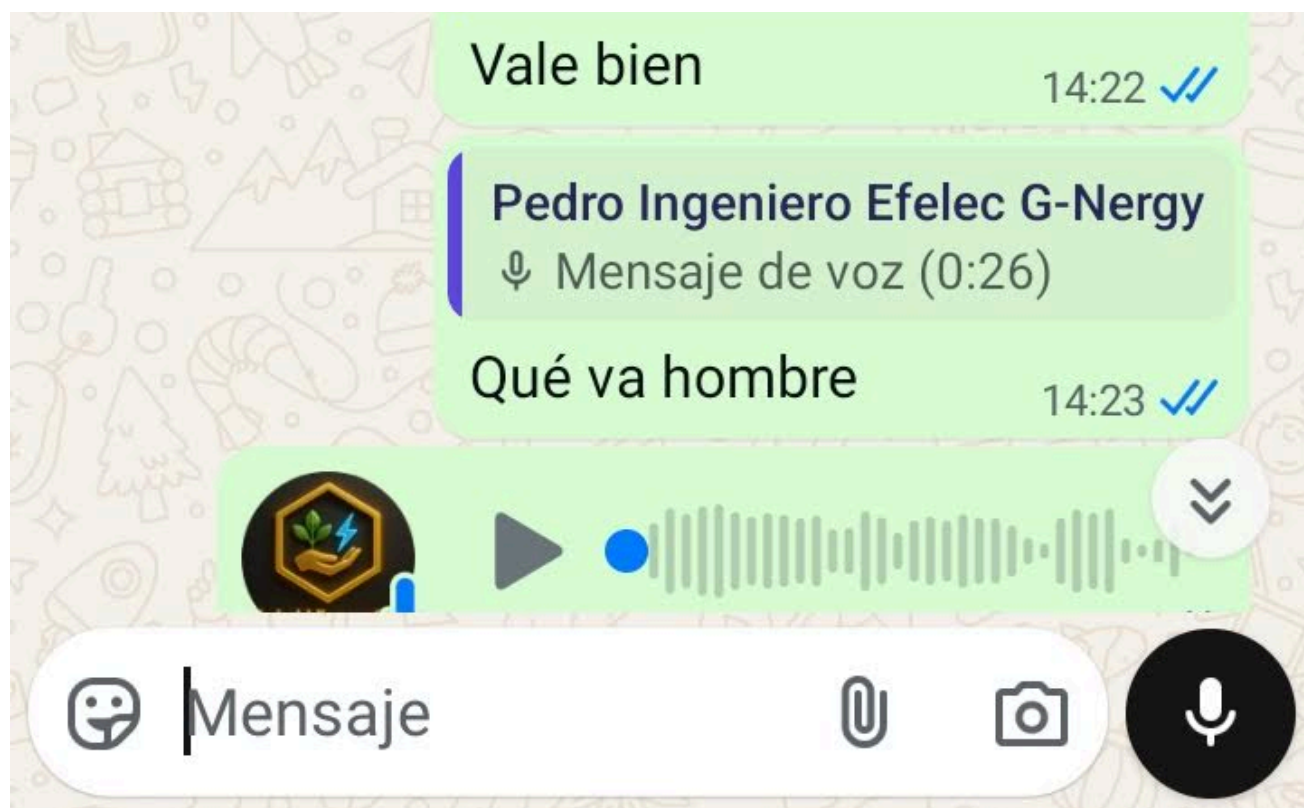 Vale bien
14:22
Pedro Ingeniero Efelec G-Nergy
Mensaje de voz (0:26)
Qué va hombre
14:23
Mensaje